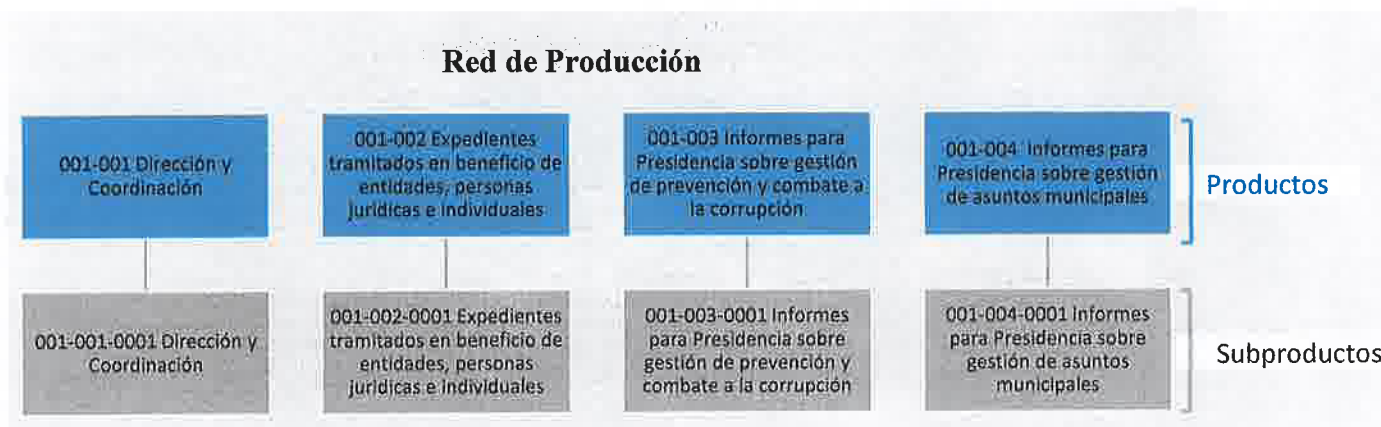 Red de Producción
001-001 Dirección y
Coordinación
001-002 Expedientes
tramitados en beneficio de
entidades, personas
jurídicas e individuales
001-003 Informes para
Presidencia sobre gestión
de prevención y combate a
la corrupción
001-004 Informes para
Presidencia sobre gestión
de asuntos municipales
Productos
001-001-0001 Dirección y
Coordinación
001-002-0001 Expedientes
tramitados en beneficio de
entidades, personas
jurídicas e individuales
001-003-0001 Informes
para Presidencia sobre
gestión de prevención y
combate a la corrupción
001-004-0001 Informes
para Presidencia sobre
gestión de asuntos
municipales
Subproductos